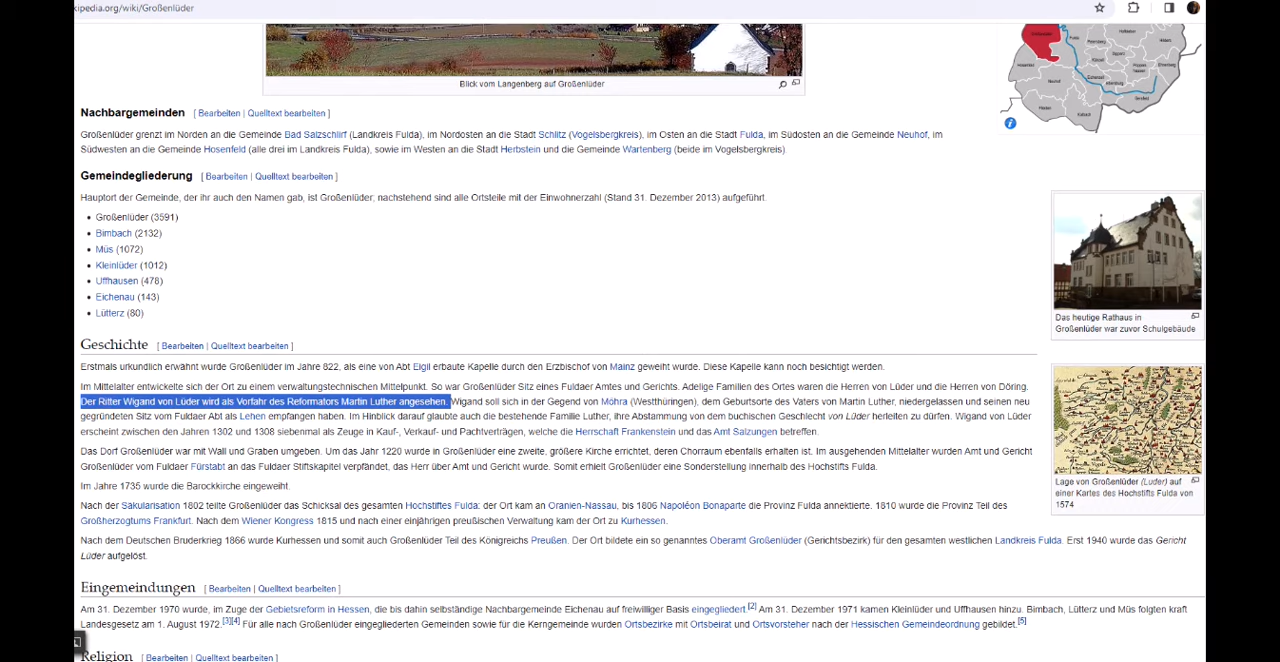 kipedia.org/wiki/Großenlüder
Blick vom Langenberg auf Großenlüder
Nachbargemeinden [ Bearbeiten | Quelltext bearbeiten ]
Großenlüder grenzt im Norden an die Gemeinde Bad Salzschlirf (Landkreis Fulda), im Nordosten an die Stadt Schlitz (Vogelsbergkreis), im Osten an die Stadt Fulda, im Südosten an die Gemeinde Neuhof, im
Südwesten an die Gemeinde Hosenfeld (alle drei im Landkreis Fulda), sowie im Westen an die Stadt Herbstein und die Gemeinde Wartenberg (beide im Vogelsbergkreis).
Gemeindegliederung [ Bearbeiten | Quelltext bearbeiten ]
Hauptort der Gemeinde, der ihr auch den Namen gab, ist Großenlüder; nachstehend sind alle Ortsteile mit der Einwohnerzahl (Stand 31. Dezember 2013) aufgeführt.
• Großenlüder (3591)
• Bimbach (2132)
• Müs (1072)
• Kleinlüder (1012)
• Uffhausen (478)
• Eichenau (143)
• Lütterz (80)
Das heutige Rathaus in
Großenlüder war zuvor Schulgebäude
Geschichte [ Bearbeiten | Quelltext bearbeiten ]
Erstmals urkundlich erwähnt wurde Großenlüder im Jahre 822, als eine von Abt Eigil erbaute Kapelle durch den Erzbischof von Mainz geweiht wurde. Diese Kapelle kann noch besichtigt werden.
Im Mittelalter entwickelte sich der Ort zu einem verwaltungstechnischen Mittelpunkt. So war Großenlüder Sitz eines Fuldaer Amtes und Gerichts. Adelige Familien des Ortes waren die Herren von Lüder und die Herren von Döring.
Der Ritter Wigand von Lüder wird als Vorfahr des Reformators Martin Luther angesehen. Wigand soll sich in der Gegend von Möhra (Westthüringen), dem Geburtsorte des Vaters von Martin Luther, niedergelassen und seinen neu
gegründeten Sitz vom Fuldaer Abt als Lehen empfangen haben. Im Hinblick darauf glaubte auch die bestehende Familie Luther, ihre Abstammung von dem buchischen Geschlecht von Lüder herleiten zu dürfen. Wigand von Lüder
erscheint zwischen den Jahren 1302 und 1308 siebenmal als Zeuge in Kauf-, Verkauf- und Pachtverträgen, welche die Herrschaft Frankenstein und das Amt Salzungen betreffen.
Das Dorf Großenlüder war mit Wall und Graben umgeben. Um das Jahr 1220 wurde in Großenlüder eine zweite, größere Kirche errichtet, deren Chorraum ebenfalls erhalten ist. Im ausgehenden Mittelalter wurden Amt und Gericht
Großenlüder vom Fuldaer Fürstabt an das Fuldaer Stiftskapitel verpfändet, das Herr über Amt und Gericht wurde. Somit erhielt Großenlüder eine Sonderstellung innerhalb des Hochstifts Fulda.
Im Jahre 1735 wurde die Barockkirche eingeweiht.
Lage von Großenlüder (Luder) auf
einer Kartes des Hochstifts Fulda von
1574
Nach der Säkularisation 1802 teilte Großenlüder das Schicksal des gesamten Hochstiftes Fulda: der Ort kam an Oranien-Nassau, bis 1806 Napoléon Bonaparte die Provinz Fulda annektierte. 1810 wurde die Provinz Teil des
Großherzogtums Frankfurt. Nach dem Wiener Kongress 1815 und nach einer einjährigen preußischen Verwaltung kam der Ort zu Kurhessen.
Nach dem Deutschen Bruderkrieg 1866 wurde Kurhessen und somit auch Großenlüder Teil des Königreichs Preußen. Der Ort bildete ein so genanntes Oberamt Großenlüder (Gerichtsbezirk) für den gesamten westlichen Landkreis Fulda. Erst 1940 wurde das Gericht
Lüder aufgelöst.
Eingemeindungen [ Bearbeiten | Quelltext bearbeiten ]
Am 31. Dezember 1970 wurde, im Zuge der Gebietsreform in Hessen, die bis dahin selbständige Nachbargemeinde Eichenau auf freiwilliger Basis eingegliedert.[2] Am 31. Dezember 1971 kamen Kleinlüder und Uffhausen hinzu. Bimbach, Lütterz und Müs folgten kraft
Landesgesetz am 1. August 1972.[3][4] Für alle nach Großenlüder eingegliederten Gemeinden sowie für die Kerngemeinde wurden Ortsbezirke mit Ortsbeirat und Ortsvorsteher nach der Hessischen Gemeindeordnung gebildet.[5]
Religion [ Bearbeiten | Quelltext bearbeiten ]